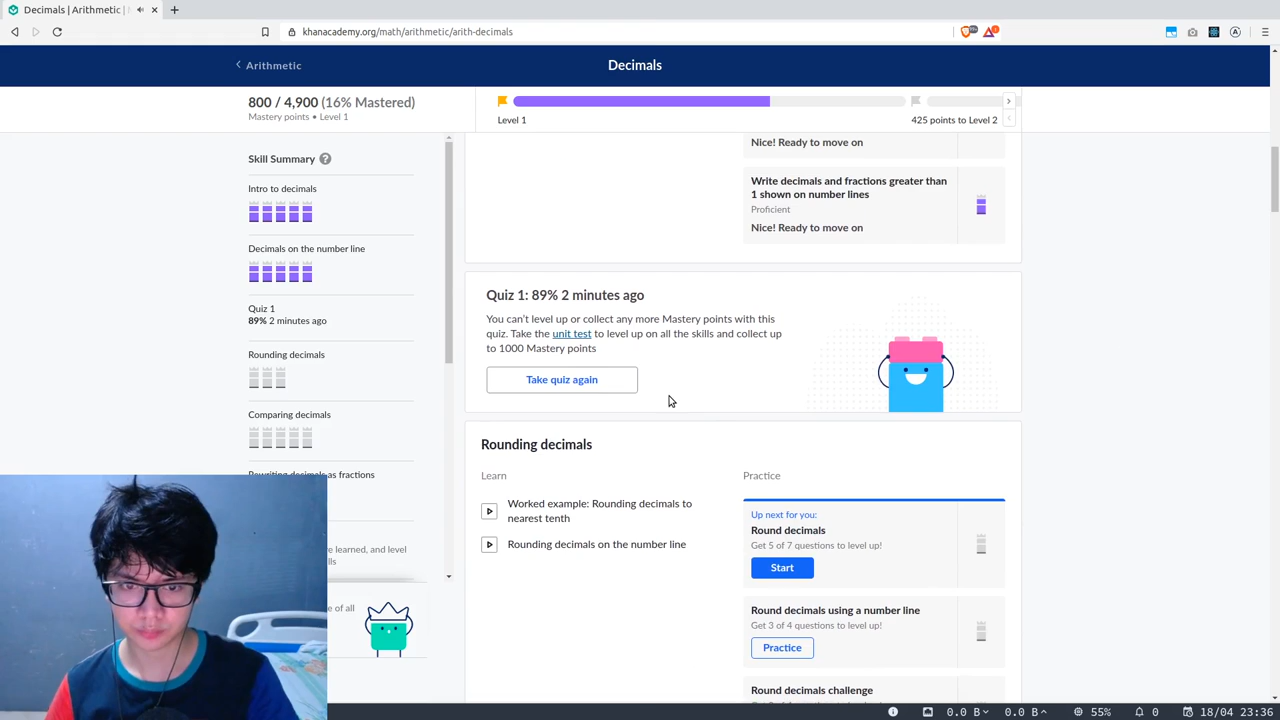 Decimals | Arithmetic |
khanacademy.org/math/arithmetic/arith-decimals
Arithmetic
Decimals
800 / 4,900 (16% Mastered)
Mastery points • Level 1
Level 1
425 points to Level 2
Skill Summary ?
Intro to decimals
Decimals on the number line
Quiz 1
89% 2 minutes ago
Rounding decimals
Comparing decimals
Rewriting decimals as fractions
e learned, and level
ills
e of all
Nice! Ready to move on
Write decimals and fractions greater than
1 shown on number lines
Proficient
Nice! Ready to move on
Quiz 1: 89% 2 minutes ago
You can't level up or collect any more Mastery points with this
quiz. Take the unit test to level up on all the skills and collect up
to 1000 Mastery points
Take quiz again
Rounding decimals
Learn
Worked example: Rounding decimals to
nearest tenth
Rounding decimals on the number line
Practice
Up next for you:
Round decimals
Get 5 of 7 questions to level up!
Start
Round decimals using a number line
Get 3 of 4 questions to level up!
Practice
Round decimals challenge
0.0 B 0.0 B 55% 0 18/04 23:36